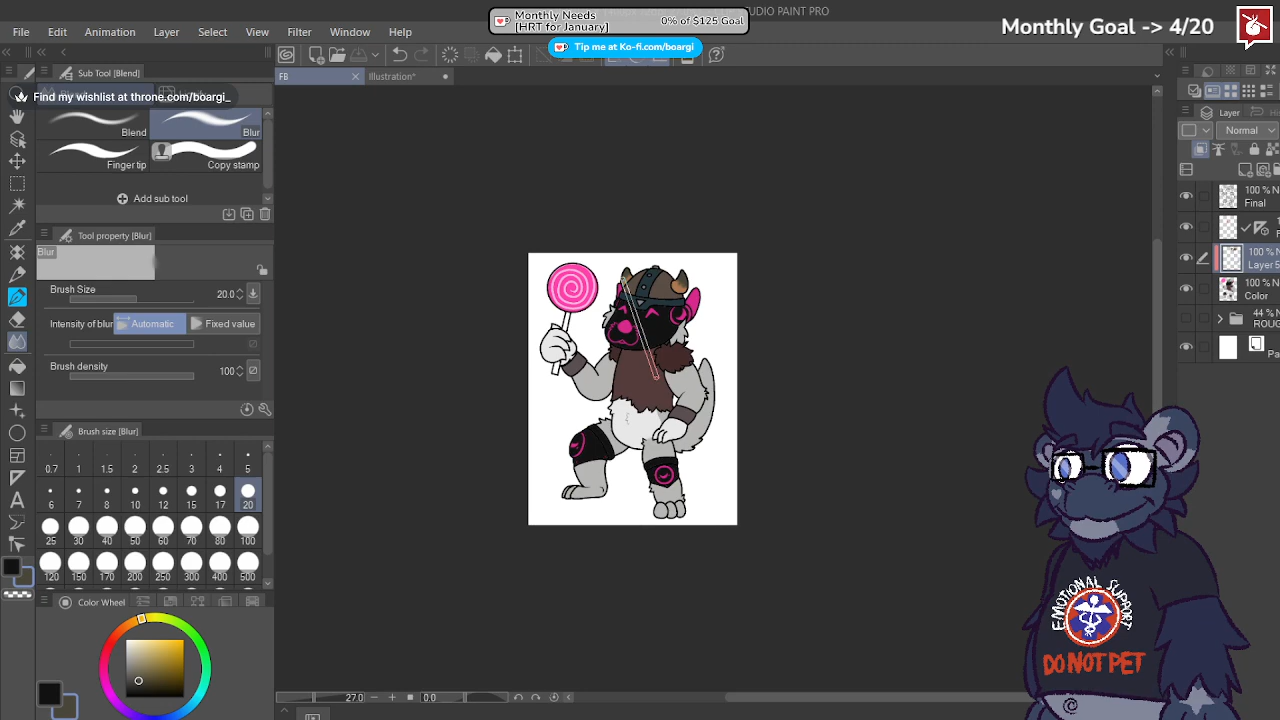 Monthly Needs
[HRT for January]
0% of $125 Goal
STUDIO PAINT PRO
Monthly Goal -> 4/20
File Edit Animation Layer Select View Filter Window Help
Tip me at Ko-fi.com/boargi
Sub Tool [Blend]
FB
Illustration*
Find my wishlist at throne.com/boargi_
Blend
Blur
Fingertip
Copy stamp
Add sub tool
Tool property [Blur]
Blur
Brush Size 20.0
Intensity of blur Automatic Fixed value
Brush density 100
Brush size [Blur]
0.7 1 1.5 2 2.5 3 4 5
6 7 8 10 12 15 17 20
25 30 40 50 60 70 80 100
120 150 170 200 250 300 400 500
Color Wheel
27.0
0.0
Layer
Normal
100 % N
Final
100 % N
Layer 5
100 % N
Color
44 % N
ROUG
Pa
EMOTIONAL SUPPORT
DO NOT PET